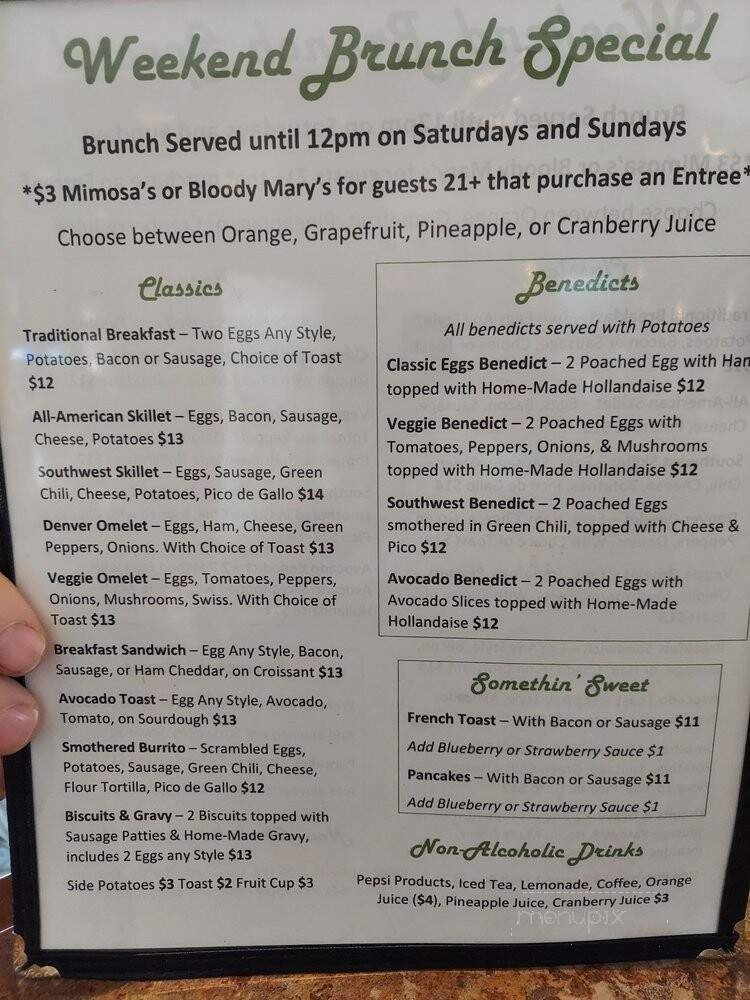 Weekend Brunch Special
Brunch Served until 12pm on Saturdays and Sundays
*$3 Mimosa's or Bloody Mary's for guests 21+ that purchase an Entree*
Choose between Orange, Grapefruit, Pineapple, or Cranberry Juice
Classics
Traditional Breakfast – Two Eggs Any Style,
Potatoes, Bacon or Sausage, Choice of Toast
$12
All-American Skillet – Eggs, Bacon, Sausage,
Cheese, Potatoes $13
Southwest Skillet – Eggs, Sausage, Green
Chili, Cheese, Potatoes, Pico de Gallo $14
Denver Omelet – Eggs, Ham, Cheese, Green
Peppers, Onions. With Choice of Toast $13
Veggie Omelet – Eggs, Tomatoes, Peppers,
Onions, Mushrooms, Swiss. With Choice of
Toast $13
Breakfast Sandwich – Egg Any Style, Bacon,
Sausage, or Ham Cheddar, on Croissant $13
Avocado Toast – Egg Any Style, Avocado,
Tomato, on Sourdough $13
Smothered Burrito – Scrambled Eggs,
Potatoes, Sausage, Green Chili, Cheese,
Flour Tortilla, Pico de Gallo $12
Biscuits & Gravy – 2 Biscuits topped with
Sausage Patties & Home-Made Gravy,
includes 2 Eggs any Style $13
Side Potatoes $3 Toast $2 Fruit Cup $3
Benedicts
All benedicts served with Potatoes
Classic Eggs Benedict – 2 Poached Egg with Ham
topped with Home-Made Hollandaise $12
Veggie Benedict – 2 Poached Eggs with
Tomatoes, Peppers, Onions, & Mushrooms
topped with Home-Made Hollandaise $12
Southwest Benedict – 2 Poached Eggs
smothered in Green Chili, topped with Cheese &
Pico $12
Avocado Benedict – 2 Poached Eggs with
Avocado Slices topped with Home-Made
Hollandaise $12
Somethin' Sweet
French Toast – With Bacon or Sausage $11
Add Blueberry or Strawberry Sauce $1
Pancakes – With Bacon or Sausage $11
Add Blueberry or Strawberry Sauce $1
Non-Alcoholic Drinks
Pepsi Products, Iced Tea, Lemonade, Coffee, Orange
Juice ($4), Pineapple Juice, Cranberry Juice $3
menupix